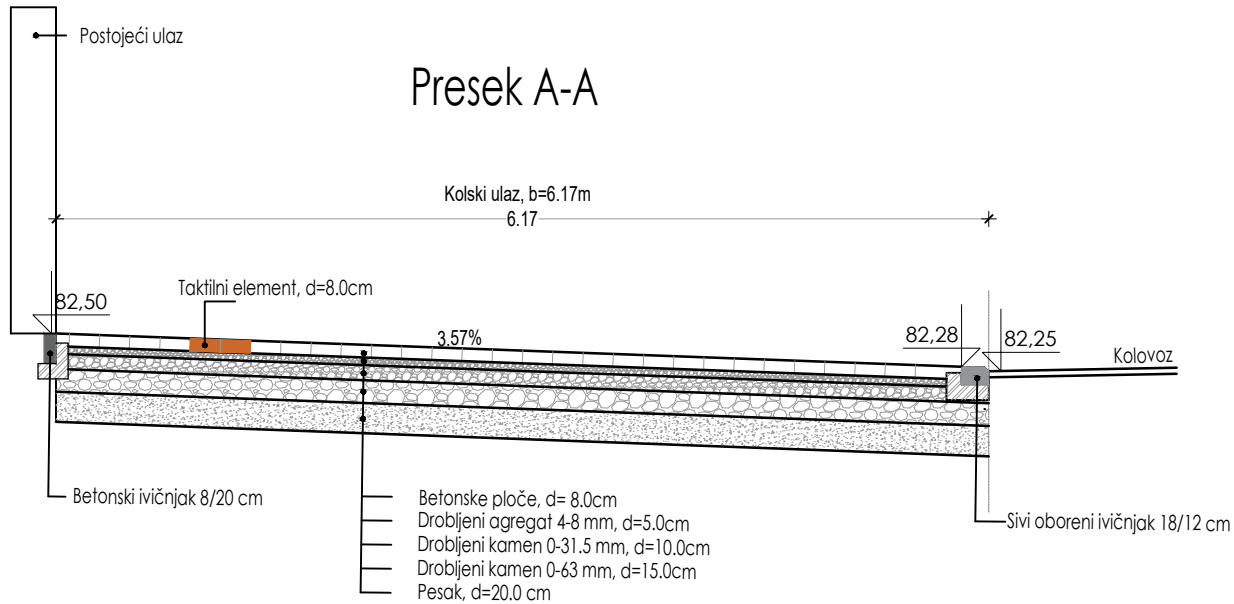 Postojeći ulaz
Presek A-A
Kolski ulaz, b=6.17m
6.17
Taktilni element, d=8.0cm
82,50
3,57%
82,28
82,25
Kolovoz
Betonski ivičnjak 8/20 cm
Betonske ploče, d= 8.0cm
Drobljeni agregat 4-8 mm, d=5.0cm
Drobljeni kamen 0-31.5 mm, d=10.0cm
Drobljeni kamen 0-63 mm, d=15.0cm
Pesak, d=20.0 cm
Sivi oboreni ivičnjak 18/12 cm